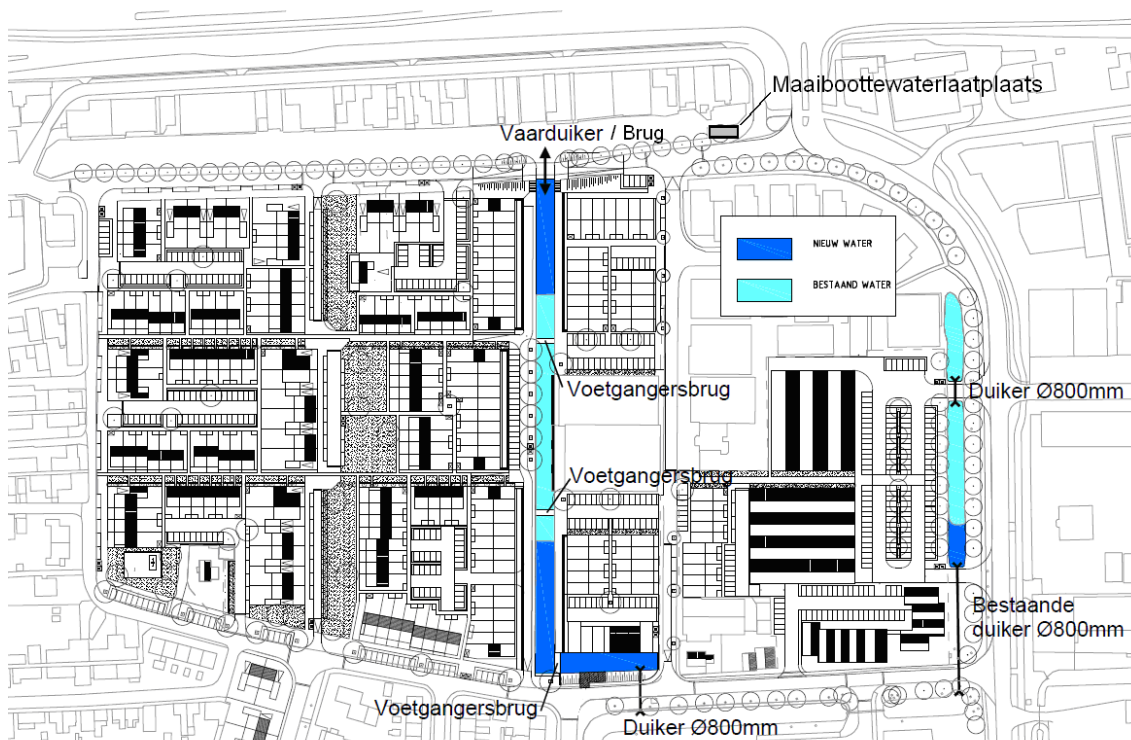 Maaiboottewaterlaatplaats
Vaarduiker / Brug
NIEUW WATER
BESTAAND WATER
Voetgangersbrug
Duiker Ø800mm
Voetgangersbrug
Bestaande
duiker Ø800mm
Voetgangersbrug
Duiker Ø800mm